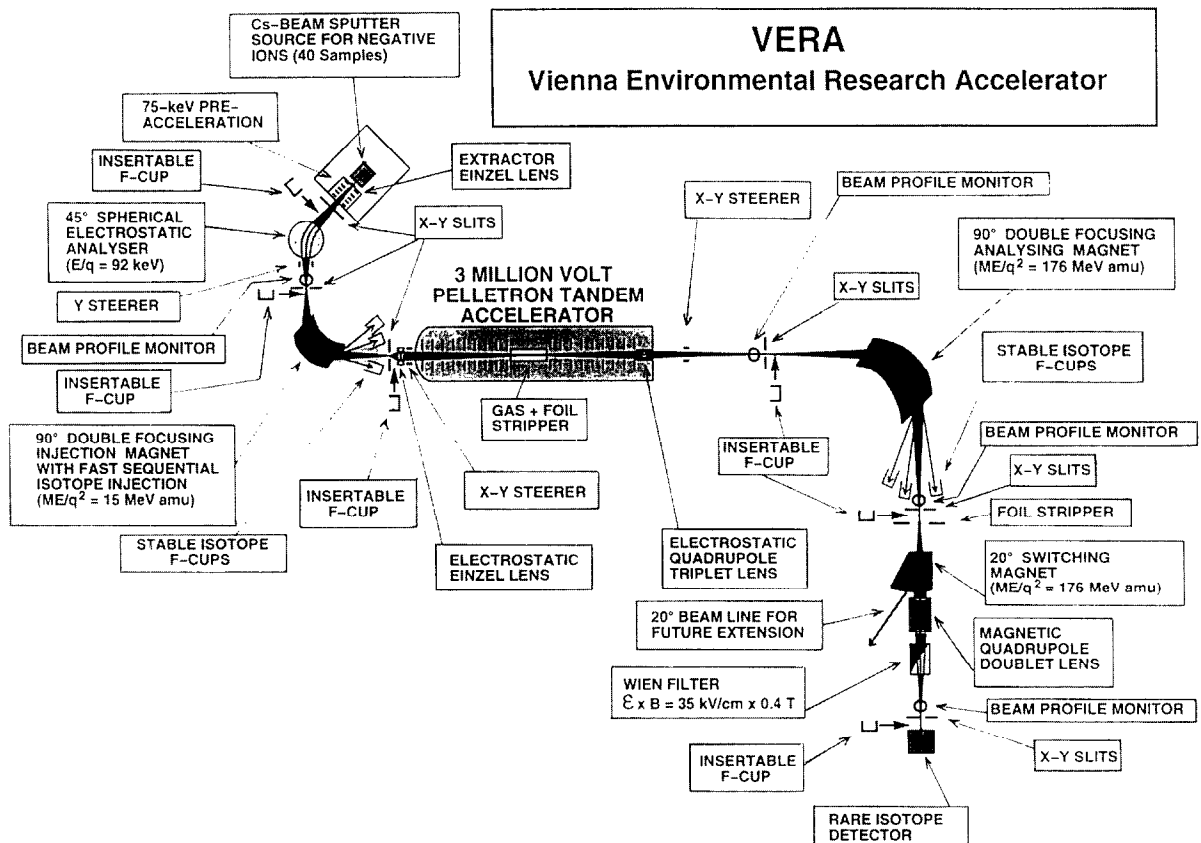 VERA
Vienna Environmental Research Accelerator
Cs-BEAM SPUTTER
SOURCE FOR NEGATIVE
IONS (40 Samples)
75-keV PRE-
ACCELERATION
INSERTABLE
F-CUP
EXTRACTOR
EINZEL LENS
45° SPHERICAL
ELECTROSTATIC
ANALYSER
(E/q = 92 keV)
X-Y SLITS
Y STEERER
BEAM PROFILE MONITOR
INSERTABLE
F-CUP
90° DOUBLE FOCUSING
INJECTION MAGNET
WITH FAST SEQUENTIAL
ISOTOPE INJECTION
(ME/q² = 15 MeV amu)
STABLE ISOTOPE
F-CUPS
3 MILLION VOLT
PELLETRON TANDEM
ACCELERATOR
GAS + FOIL
STRIPPER
INSERTABLE
F-CUP
X-Y STEERER
ELECTROSTATIC
EINZEL LENS
ELECTROSTATIC
QUADRUPOLE
TRIPLET LENS
X-Y STEERER
BEAM PROFILE MONITOR
X-Y SLITS
90° DOUBLE FOCUSING
ANALYSING MAGNET
(ME/q² = 176 MeV amu)
STABLE ISOTOPE
F-CUPS
INSERTABLE
F-CUP
BEAM PROFILE MONITOR
X-Y SLITS
FOIL STRIPPER
20° SWITCHING
MAGNET
(ME/q² = 176 MeV amu)
20° BEAM LINE FOR
FUTURE EXTENSION
MAGNETIC
QUADRUPOLE
DOUBLET LENS
WIEN FILTER
Ɛ x B = 35 kV/cm x 0.4 T
BEAM PROFILE MONITOR
INSERTABLE
F-CUP
X-Y SLITS
RARE ISOTOPE
DETECTOR